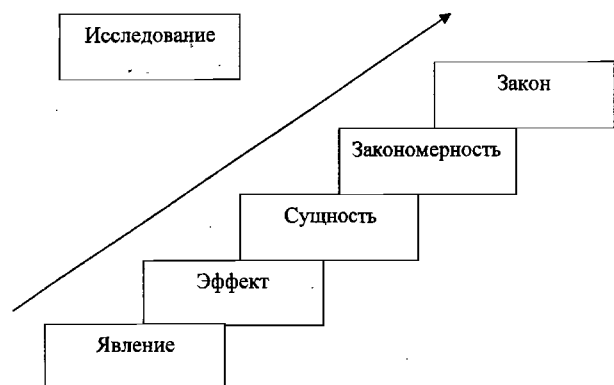 Исследование
Закон
Закономерность
Сущность
Эффект
Явление